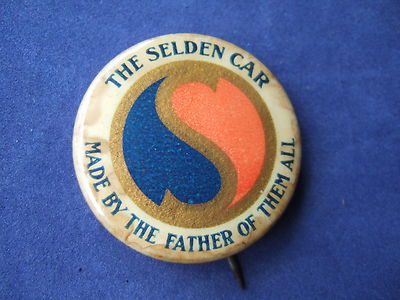 THE SELDEN CAR
MADE BY THE FATHER OF THEM ALL